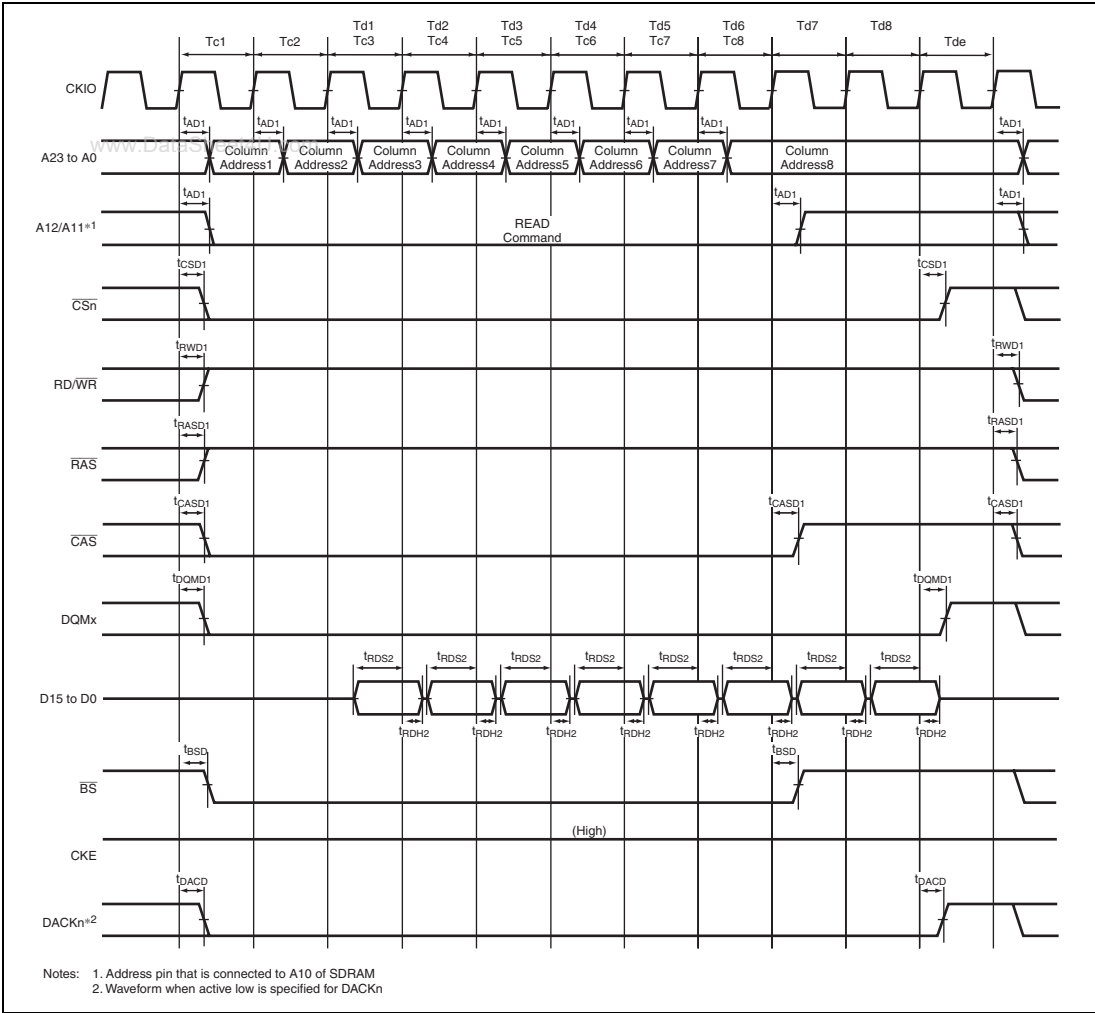 Td1 Td2 Td3 Td4 Td5 Td6
Tc1 Tc2 Tc3 Tc4 Tc5 Tc6 Tc7 Tc8 Td7 Td8 Tde
CKIO
tAD1 tAD1 tAD1 tAD1 tAD1 tAD1 tAD1 tAD1 tAD1
www.DataSheet4U.com
A23 to A0
Column Address1
Column Address2
Column Address3
Column Address4
Column Address5
Column Address6
Column Address7
Column Address8
tAD1 tAD1 tAD1
A12/A11*1
READ
Command
tCSD1 tCSD1
CSn
tRWD1 tRWD1
RD/WR
tRASD1 tRASD1
RAS
tCASD1 tCASD1 tCASD1
CAS
tDQMD1 tDQMD1
DQMx
tRDS2 tRDS2 tRDS2 tRDS2 tRDS2 tRDS2 tRDS2 tRDS2
D15 to D0
tRDH2 tRDH2 tRDH2 tRDH2 tRDH2 tRDH2 tRDH2 tRDH2
tBSD tBSD
BS
(High)
CKE
tDACD tDACD
DACKn*2
Notes: 1. Address pin that is connected to A10 of SDRAM
2. Waveform when active low is specified for DACKn